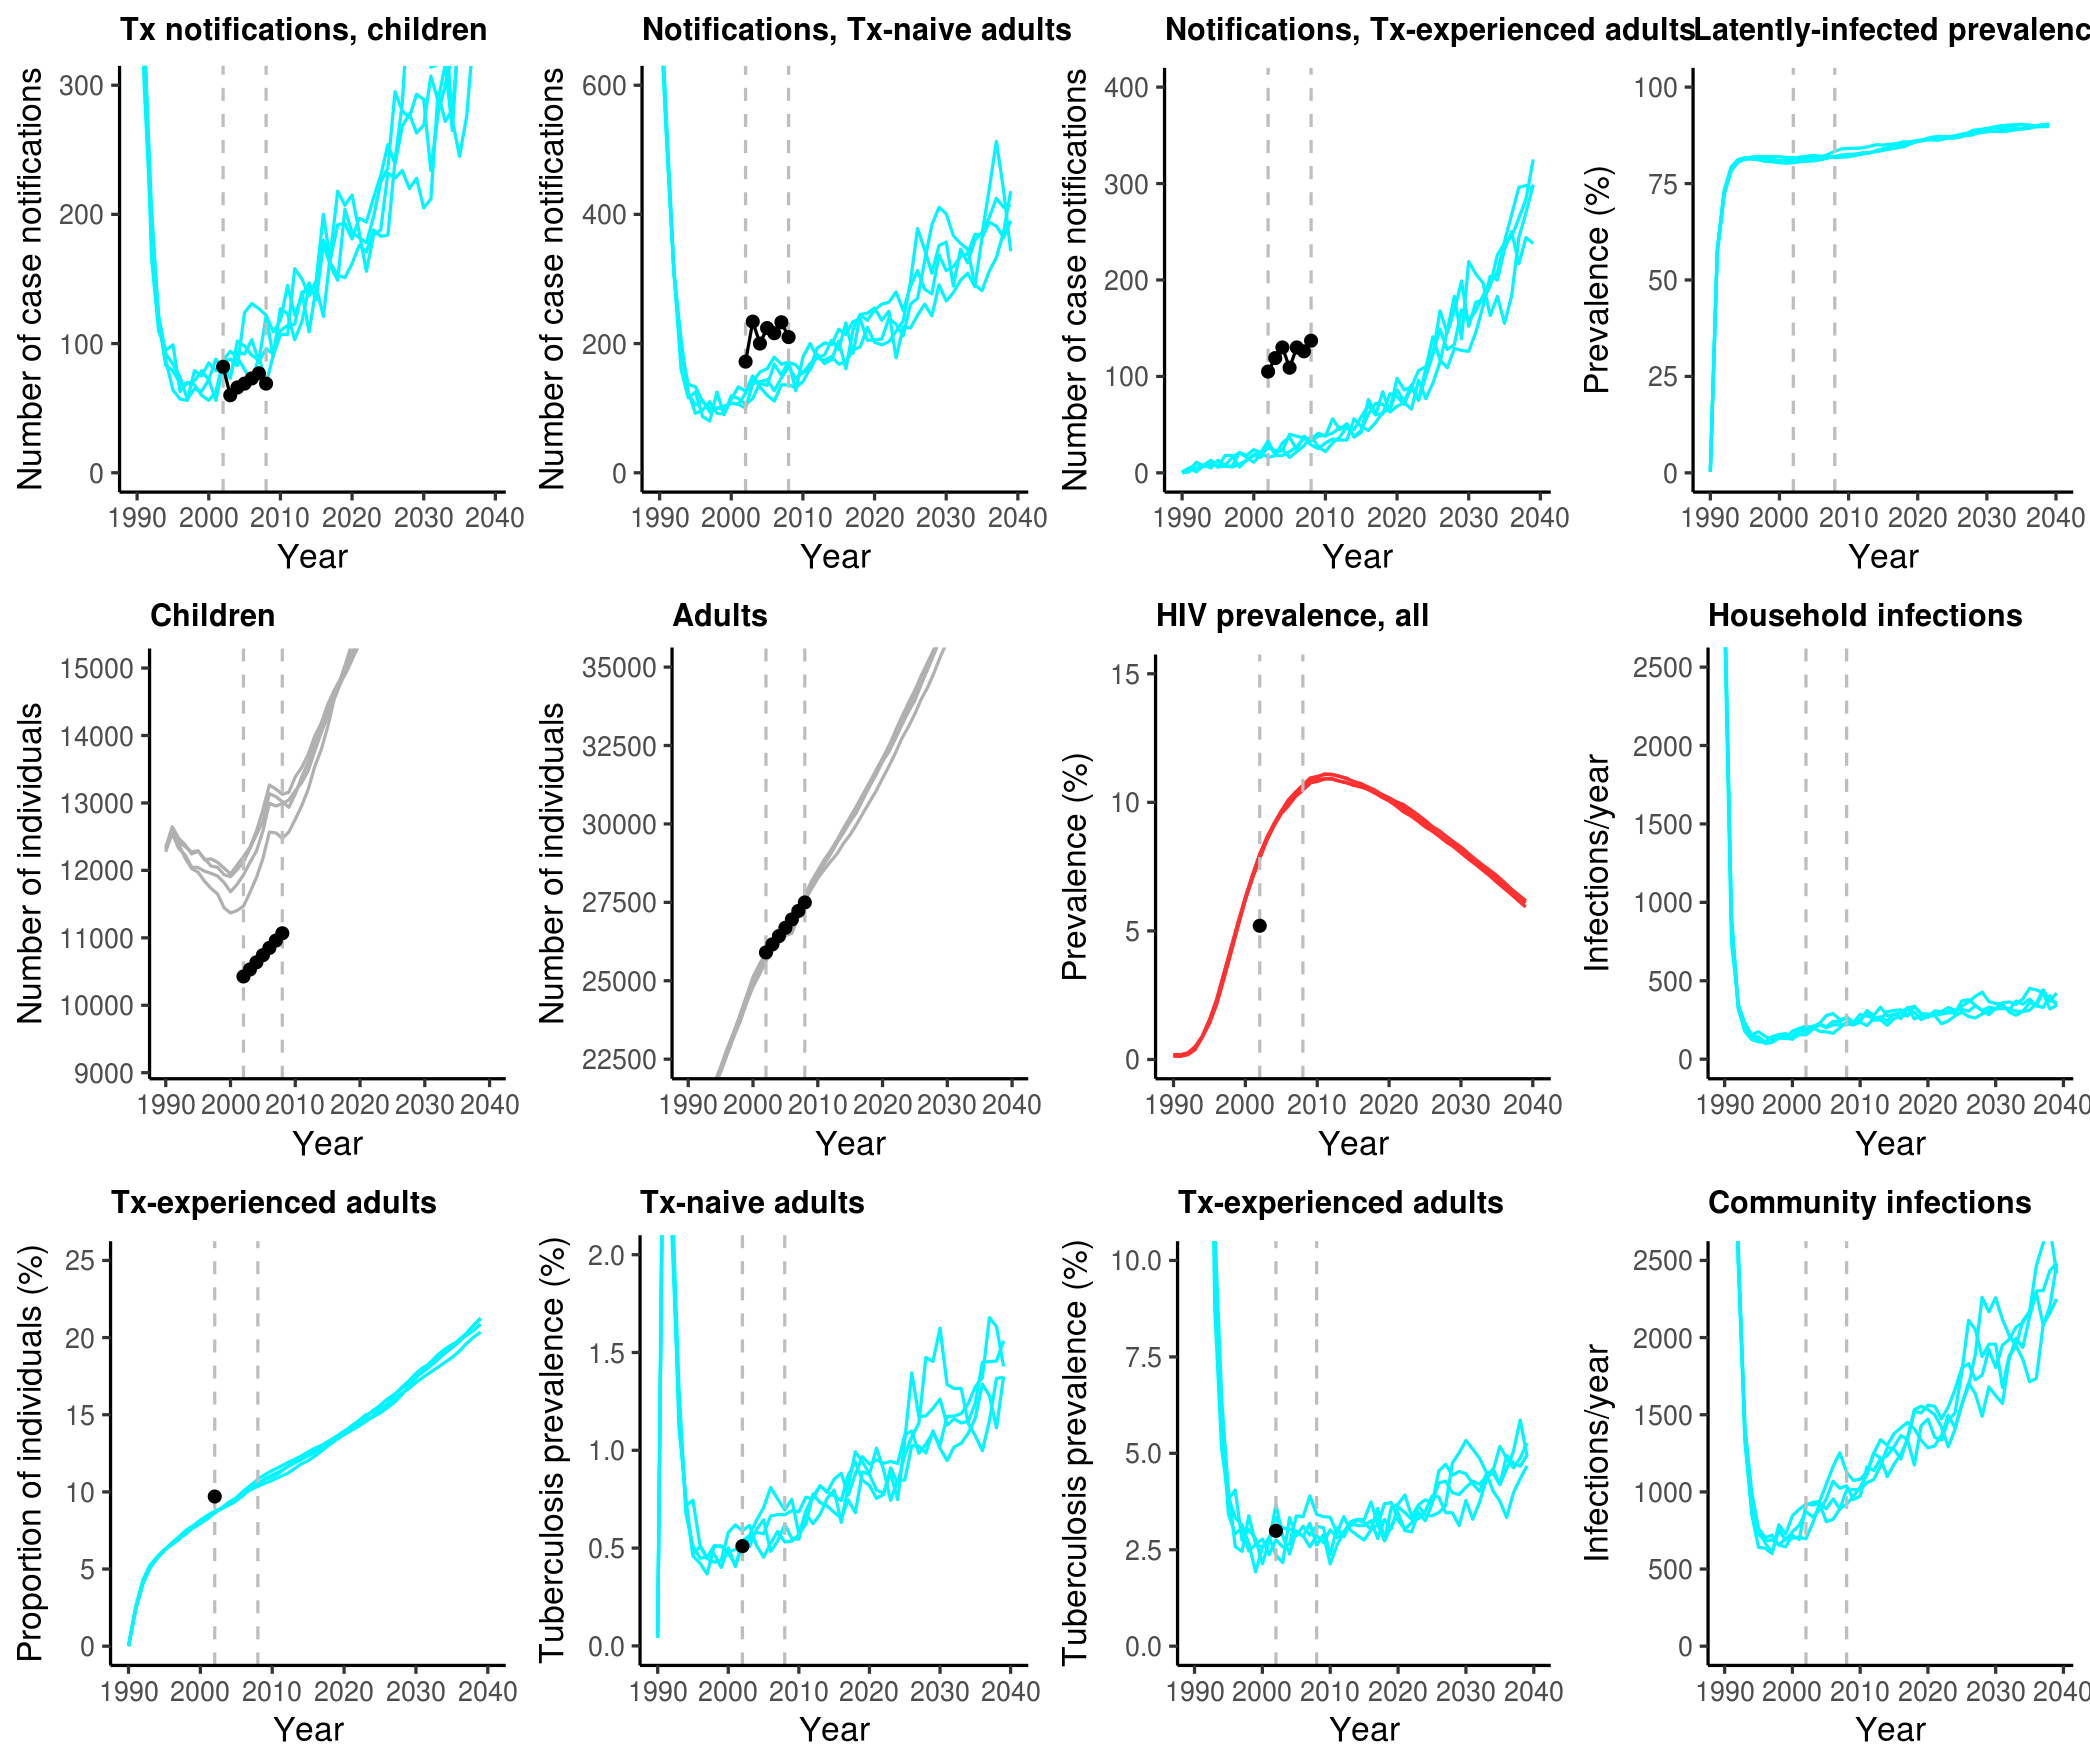 Tx notifications, children
Number of case notifications
300
200
100
0
1990 2000 2010 2020 2030 2040
Year
Notifications, Tx-naive adults
Number of case notifications
600
400
200
0
1990 2000 2010 2020 2030 2040
Year
Notifications, Tx-experienced adults
Number of case notifications
400
300
200
100
0
1990 2000 2010 2020 2030 2040
Year
Latently-infected prevalenc
Prevalence (%)
100
75
50
25
0
1990 2000 2010 2020 2030 2040
Year
Children
Number of individuals
15000
14000
13000
12000
11000
10000
9000
1990 2000 2010 2020 2030 2040
Year
Adults
Number of individuals
35000
32500
30000
27500
25000
22500
1990 2000 2010 2020 2030 2040
Year
HIV prevalence, all
Prevalence (%)
15
10
5
0
1990 2000 2010 2020 2030 2040
Year
Household infections
Infections/year
2500
2000
1500
1000
500
0
1990 2000 2010 2020 2030 2040
Year
Tx-experienced adults
Proportion of individuals (%)
25
20
15
10
5
0
1990 2000 2010 2020 2030 2040
Year
Tx-naive adults
Tuberculosis prevalence (%)
2.0
1.5
1.0
0.5
0.0
1990 2000 2010 2020 2030 2040
Year
Tx-experienced adults
Tuberculosis prevalence (%)
10.0
7.5
5.0
2.5
0.0
1990 2000 2010 2020 2030 2040
Year
Community infections
Infections/year
2500
2000
1500
1000
500
0
1990 2000 2010 2020 2030 2040
Year